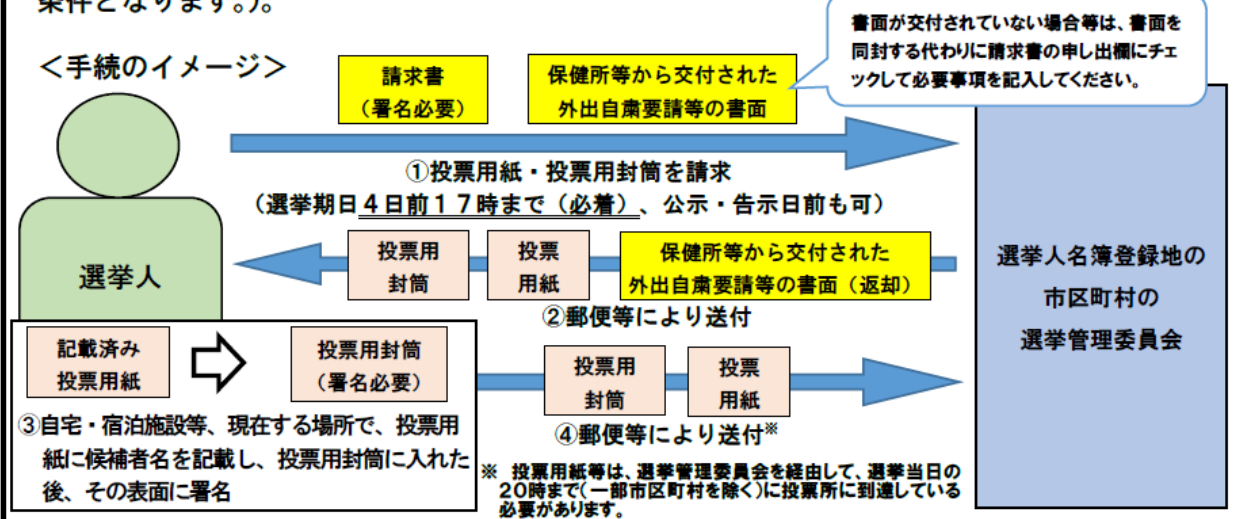 条件となります。)。
＜手続のイメージ＞
書面が交付されていない場合等は、書面を
同封する代わりに請求書の申し出欄にチェ
ックして必要事項を記入してください。
請求書
（署名必要）
保健所等から交付された
外出自粛要請等の書面
①投票用紙・投票用封筒を請求
（選挙期日４日前１７時まで（必着）、公示・告示日前も可）
選挙人
投票用
封筒
投票
用紙
保健所等から交付された
外出自粛要請等の書面（返却）
②郵便等により送付
選挙人名簿登録地の
市区町村の
選挙管理委員会
記載済み
投票用紙
投票用封筒
（署名必要）
③自宅・宿泊施設等、現在する場所で、投票用
紙に候補者名を記載し、投票用封筒に入れた
後、その表面に署名
投票用
封筒
投票
用紙
④郵便等により送付※
※ 投票用紙等は、選挙管理委員会を経由して、選挙当日の
２０時まで（一部市区町村を除く）に投票所に到達している
必要があります。